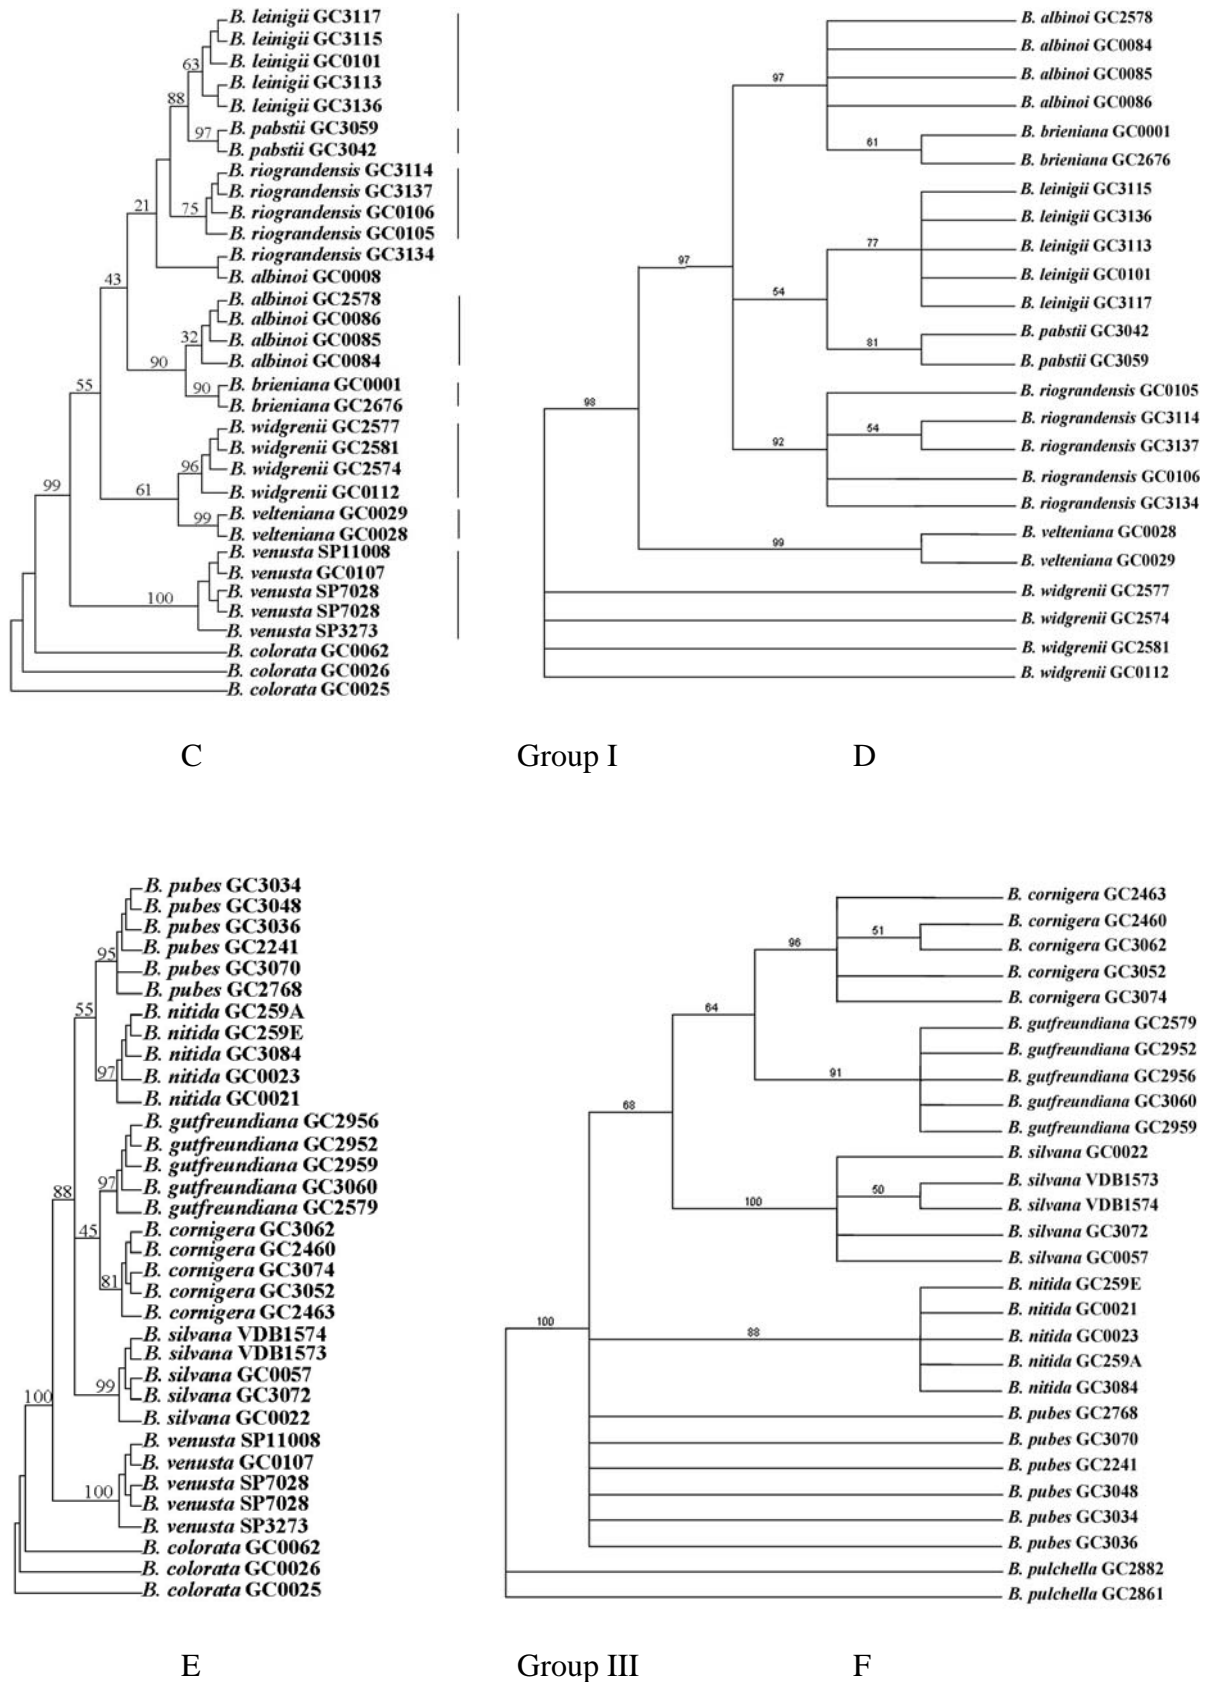 B. leinigii GC3117
B. leinigii GC3115
B. leinigii GC0101
B. leinigii GC3113
B. leinigii GC3136
B. pabstii GC3059
B. pabstii GC3042
B. riograndensis GC3114
B. riograndensis GC3137
B. riograndensis GC0106
B. riograndensis GC0105
B. riograndensis GC3134
B. albinoi GC0008
B. albinoi GC2578
B. albinoi GC0086
B. albinoi GC0085
B. albinoi GC0084
B. brieniana GC0001
B. brieniana GC2676
B. widgrenii GC2577
B. widgrenii GC2581
B. widgrenii GC2574
B. widgrenii GC0112
B. velteniana GC0029
B. velteniana GC0028
B. venusta SP11008
B. venusta GC0107
B. venusta SP7028
B. venusta SP7028
B. venusta SP3273
B. colorata GC0062
B. colorata GC0026
B. colorata GC0025
63
88
97
75
21
43
32
90
90
55
96
61
99
99
100
B. albinoi GC2578
B. albinoi GC0084
B. albinoi GC0085
B. albinoi GC0086
B. brieniana GC0001
B. brieniana GC2676
B. leinigii GC3115
B. leinigii GC3136
B. leinigii GC3113
B. leinigii GC0101
B. leinigii GC3117
B. pabstii GC3042
B. pabstii GC3059
B. riograndensis GC0105
B. riograndensis GC3114
B. riograndensis GC3137
B. riograndensis GC0106
B. riograndensis GC3134
B. velteniana GC0028
B. velteniana GC0029
B. widgrenii GC2577
B. widgrenii GC2574
B. widgrenii GC2581
B. widgrenii GC0112
97
61
77
97
54
81
98
54
92
99
C Group I D
B. pubes GC3034
B. pubes GC3048
B. pubes GC3036
B. pubes GC2241
B. pubes GC3070
B. pubes GC2768
B. nitida GC259A
B. nitida GC259E
B. nitida GC3084
B. nitida GC0023
B. nitida GC0021
B. gutfreundiana GC2956
B. gutfreundiana GC2952
B. gutfreundiana GC2959
B. gutfreundiana GC3060
B. gutfreundiana GC2579
B. cornigera GC3062
B. cornigera GC2460
B. cornigera GC3074
B. cornigera GC3052
B. cornigera GC2463
B. silvana VDB1574
B. silvana VDB1573
B. silvana GC0057
B. silvana GC3072
B. silvana GC0022
B. venusta SP11008
B. venusta GC0107
B. venusta SP7028
B. venusta SP7028
B. venusta SP3273
B. colorata GC0062
B. colorata GC0026
B. colorata GC0025
95
55
97
88
97
45
81
99
100
100
B. cornigera GC2463
B. cornigera GC2460
B. cornigera GC3062
B. cornigera GC3052
B. cornigera GC3074
B. gutfreundiana GC2579
B. gutfreundiana GC2952
B. gutfreundiana GC2956
B. gutfreundiana GC3060
B. gutfreundiana GC2959
B. silvana GC0022
B. silvana VDB1573
B. silvana VDB1574
B. silvana GC3072
B. silvana GC0057
B. nitida GC259E
B. nitida GC0021
B. nitida GC0023
B. nitida GC259A
B. nitida GC3084
B. pubes GC2768
B. pubes GC3070
B. pubes GC2241
B. pubes GC3048
B. pubes GC3034
B. pubes GC3036
B. pulchella GC2882
B. pulchella GC2861
51
96
64
91
68
50
100
100
88
E Group III F